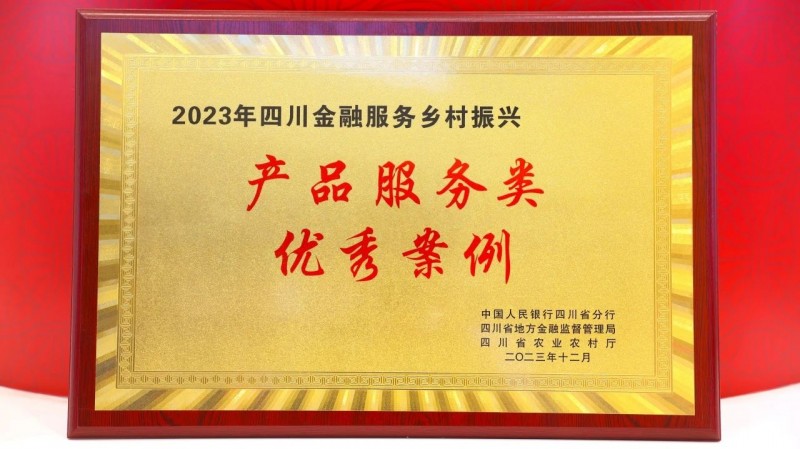 2023年四川金融服务乡村振兴
产品服务类
优秀案例
中国人民银行四川省分行
四川省地方金融监督管理局
四川省农业农村厅
二〇二三年十二月